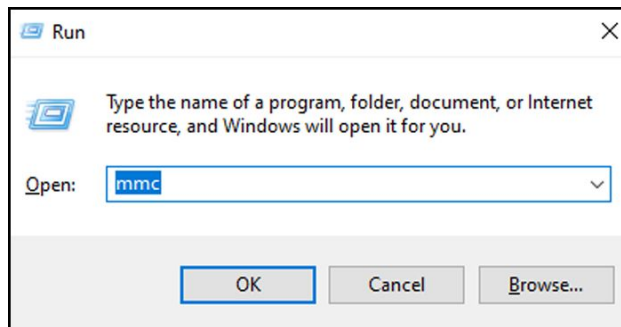 Run
Type the name of a program, folder, document, or Internet
resource, and Windows will open it for you.
Open: mmc
OK Cancel Browse...